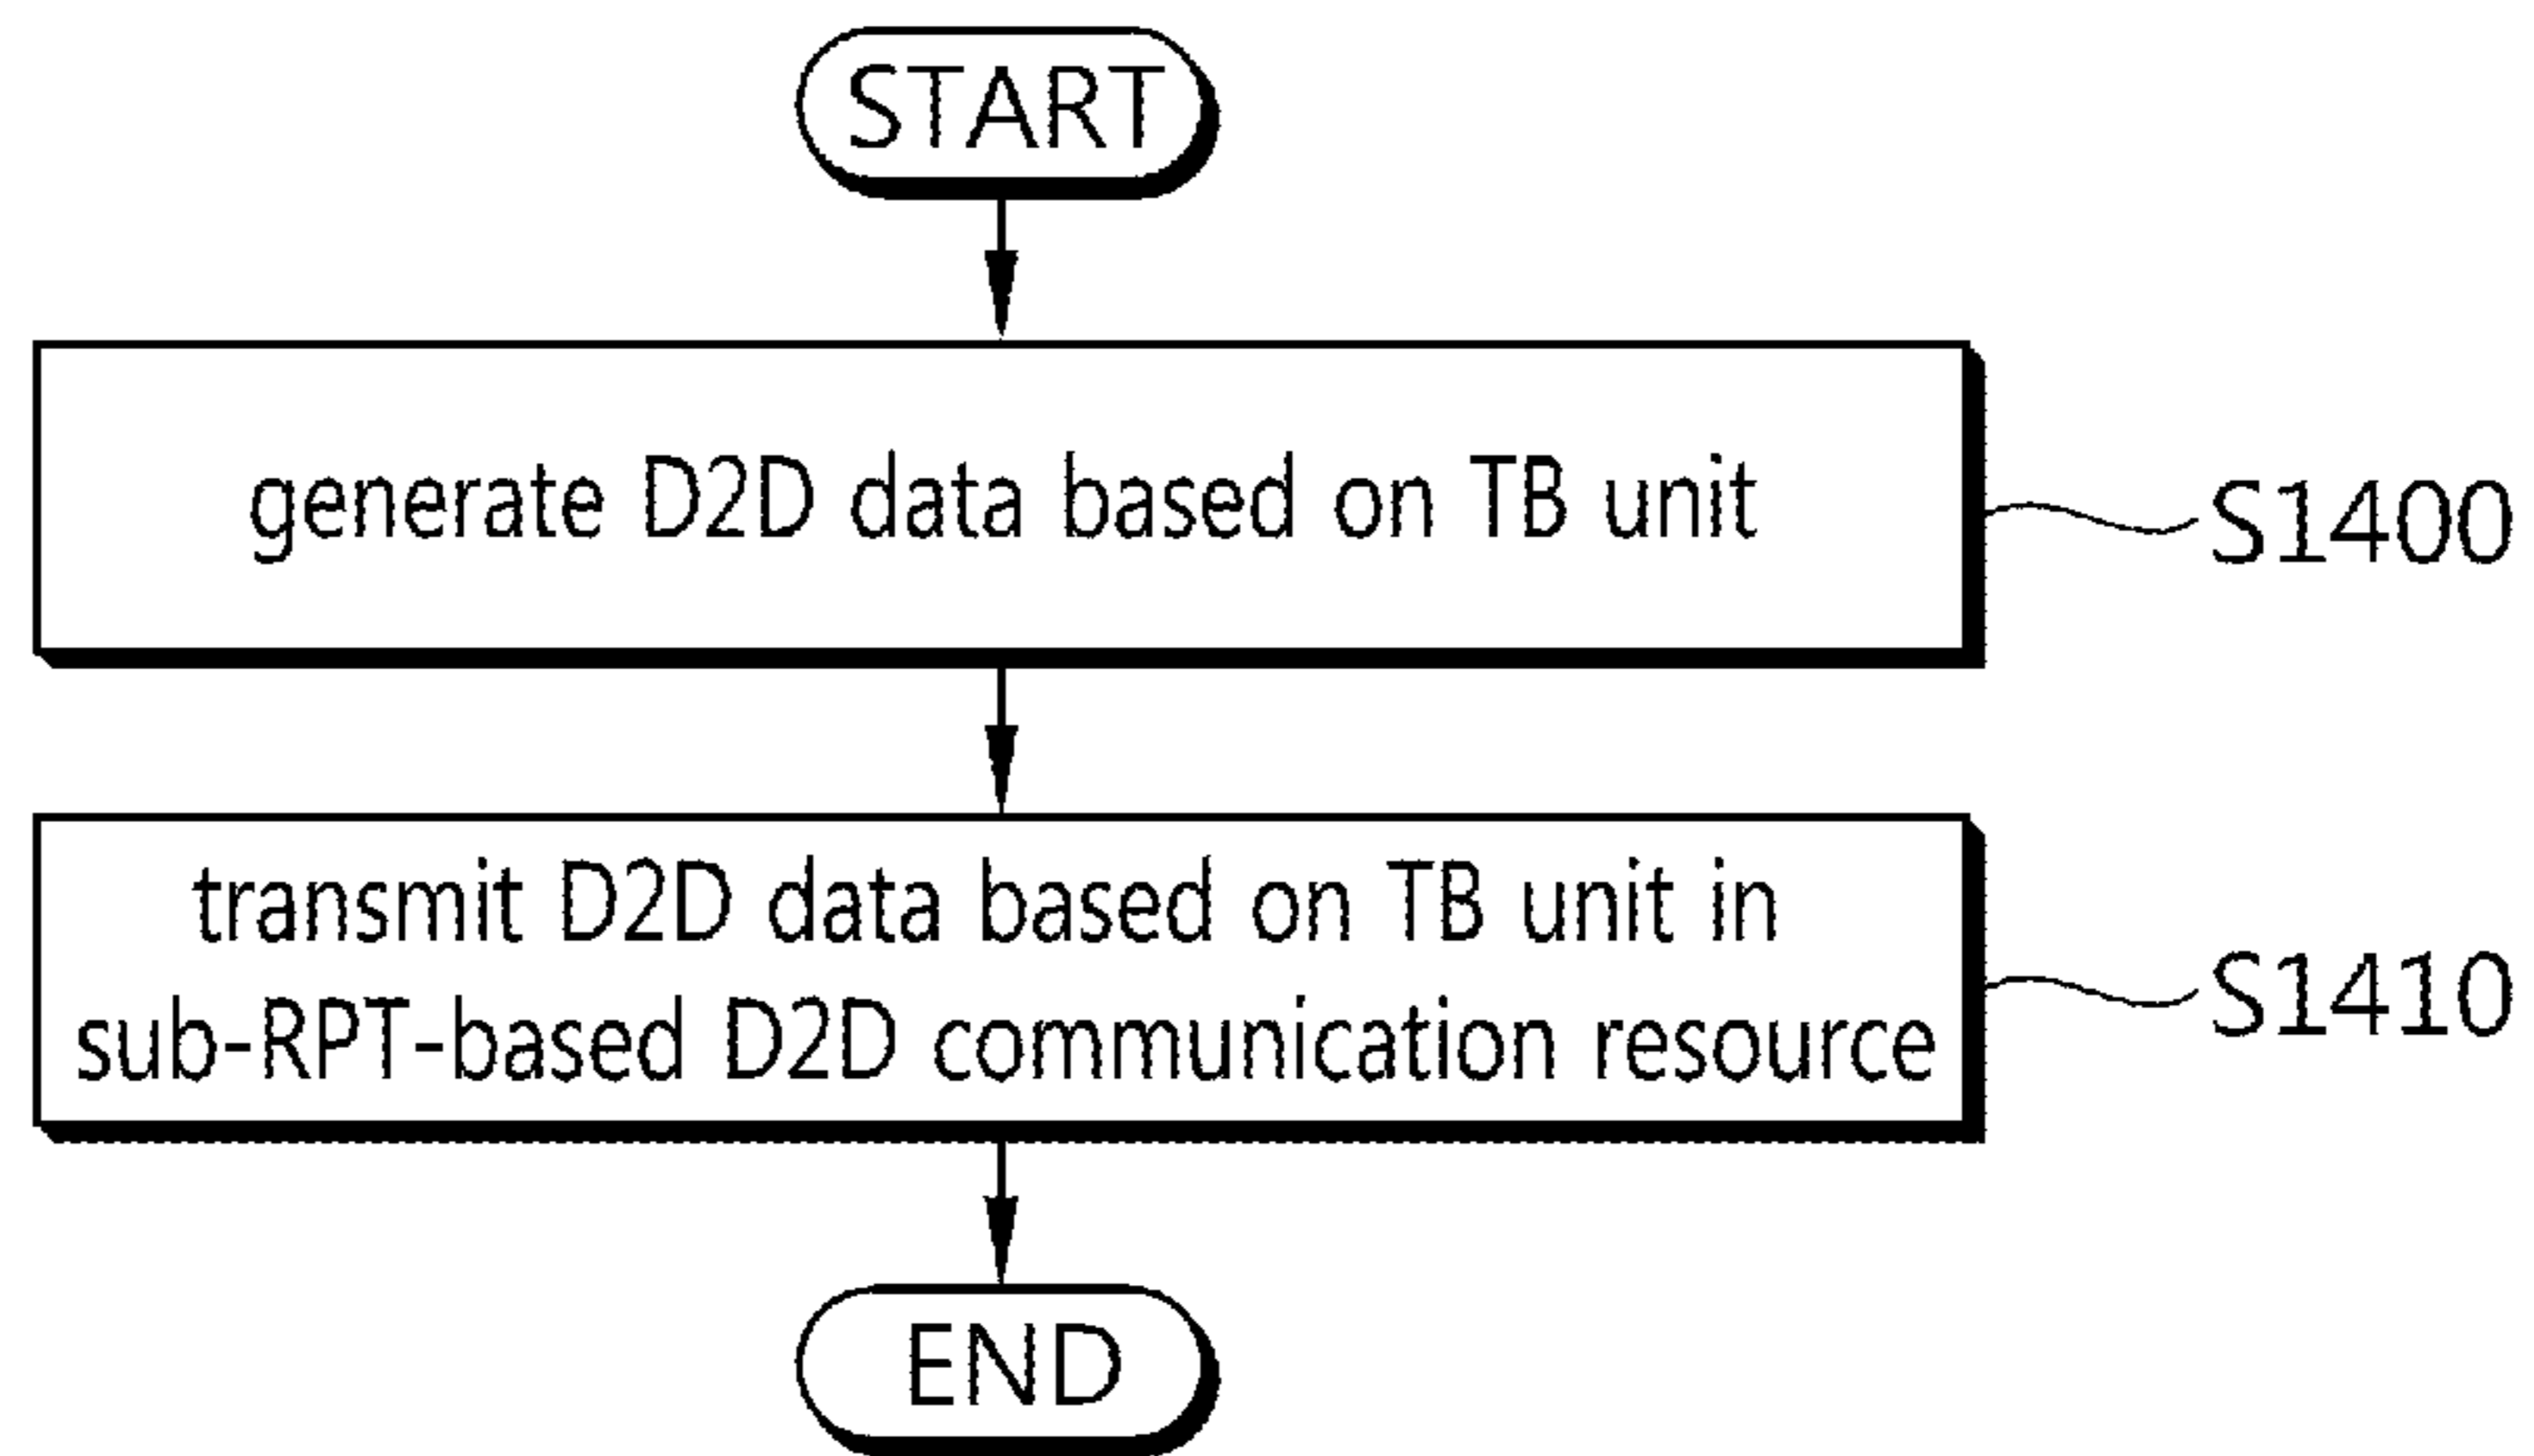 START
generate D2D data based on TB unit
S1400
transmit D2D data based on TB unit in
sub-RPT-based D2D communication resource
S1410
END